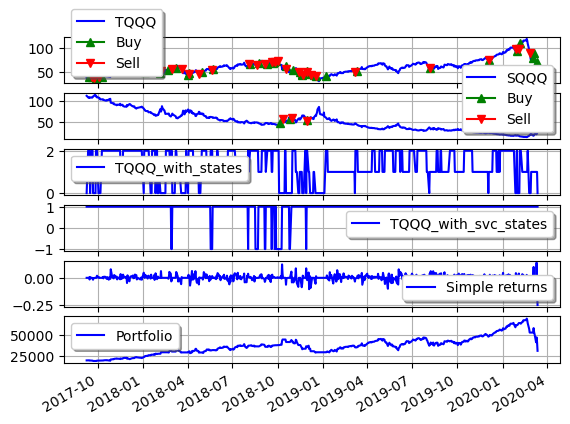 TQQQ
Buy
Sell
100
50
SQQQ
Buy
Sell
100
50
TQQQ_with_states
2
0
TQQQ_with_svc_states
1
0
−1
Simple returns
0.00
−0.25
Portfolio
50000
25000
2017-10
2018-01
2018-04
2018-07
2018-10
2019-01
2019-04
2019-07
2019-10
2020-01
2020-04